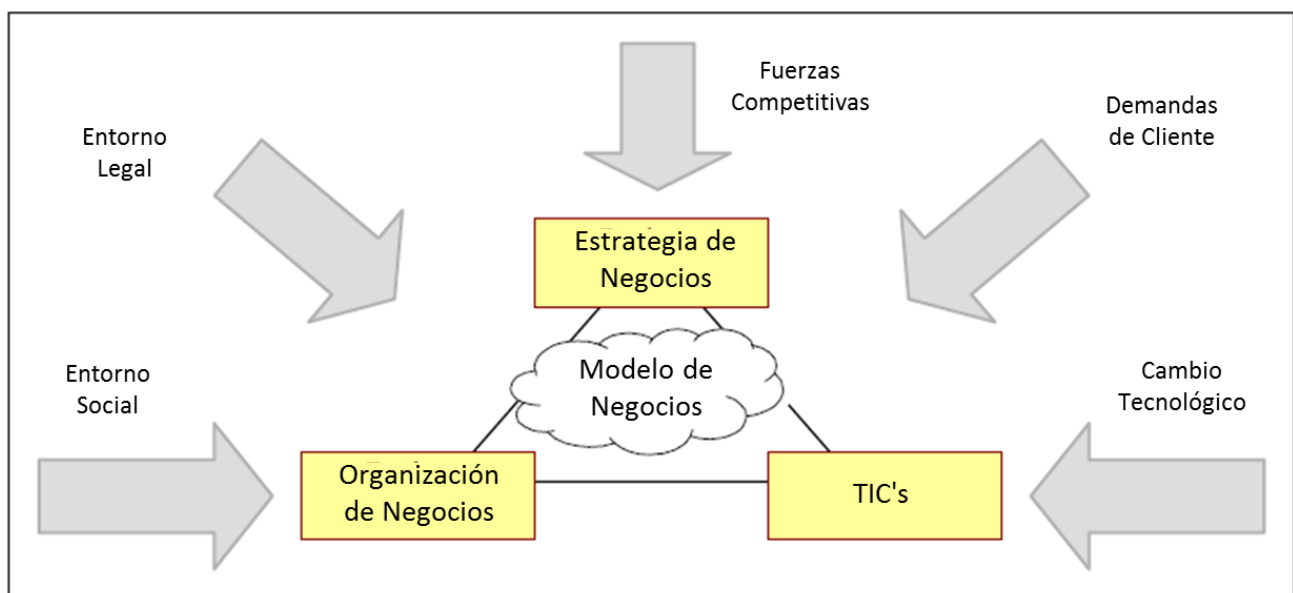 Fuerzas
Competitivas
Demandas
de Cliente
Entorno
Legal
Estrategia de
Negocios
Modelo de
Negocios
Entorno
Social
Cambio
Tecnológico
Organización
de Negocios
TIC's